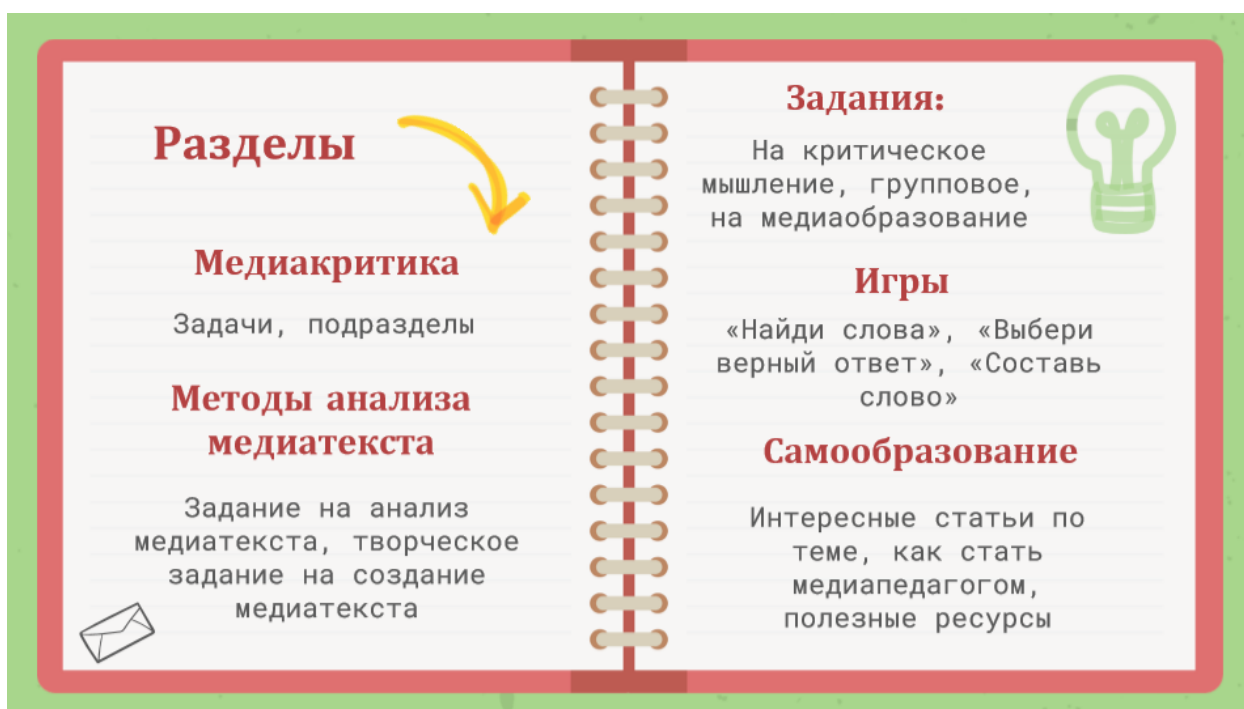 Разделы
Медиакритика
Задачи, подразделы
Методы анализа
медиатекста
Задание на анализ
медиатекста, творческое
задание на создание
медиатекста
Задания:
На критическое
мышление, групповое,
на медиаобразование
Игры
«Найди слова», «Выбери
верный ответ», «Составь
слово»
Самообразование
Интересные статьи по
теме, как стать
медиапедагогом,
полезные ресурсы